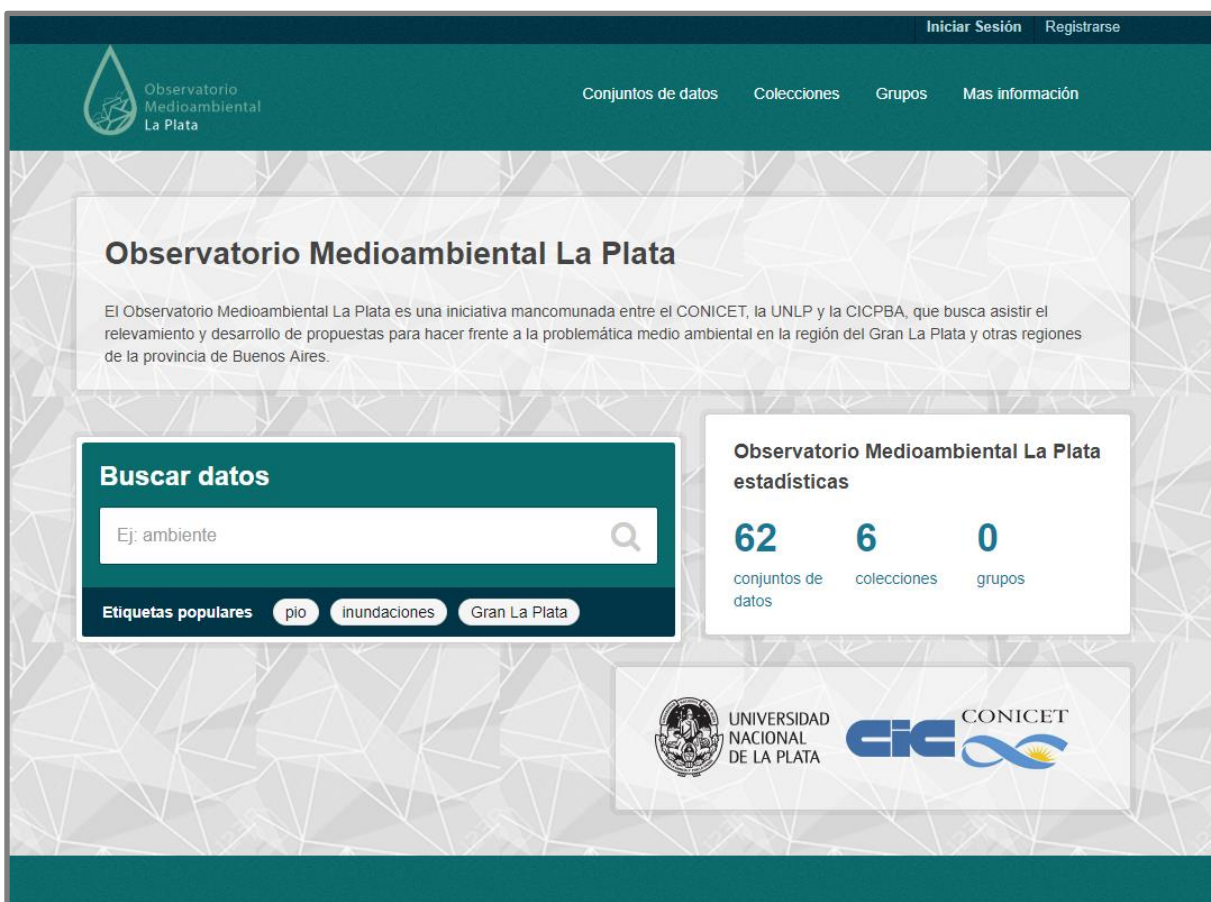 Iniciar Sesión Registrarse
Observatorio
Medioambiental
La Plata
Conjuntos de datos Colecciones Grupos Mas información
Observatorio Medioambiental La Plata
El Observatorio Medioambiental La Plata es una iniciativa mancomunada entre el CONICET, la UNLP y la CICPBA, que busca asistir el
relevamiento y desarrollo de propuestas para hacer frente a la problemática medio ambiental en la región del Gran La Plata y otras regiones
de la provincia de Buenos Aires.
Buscar datos
Ej: ambiente
Etiquetas populares pio inundaciones Gran La Plata
Observatorio Medioambiental La Plata
estadísticas
62 6 0
conjuntos de colecciones grupos
datos
UNIVERSIDAD
NACIONAL
DE LA PLATA
CIC
CONICET